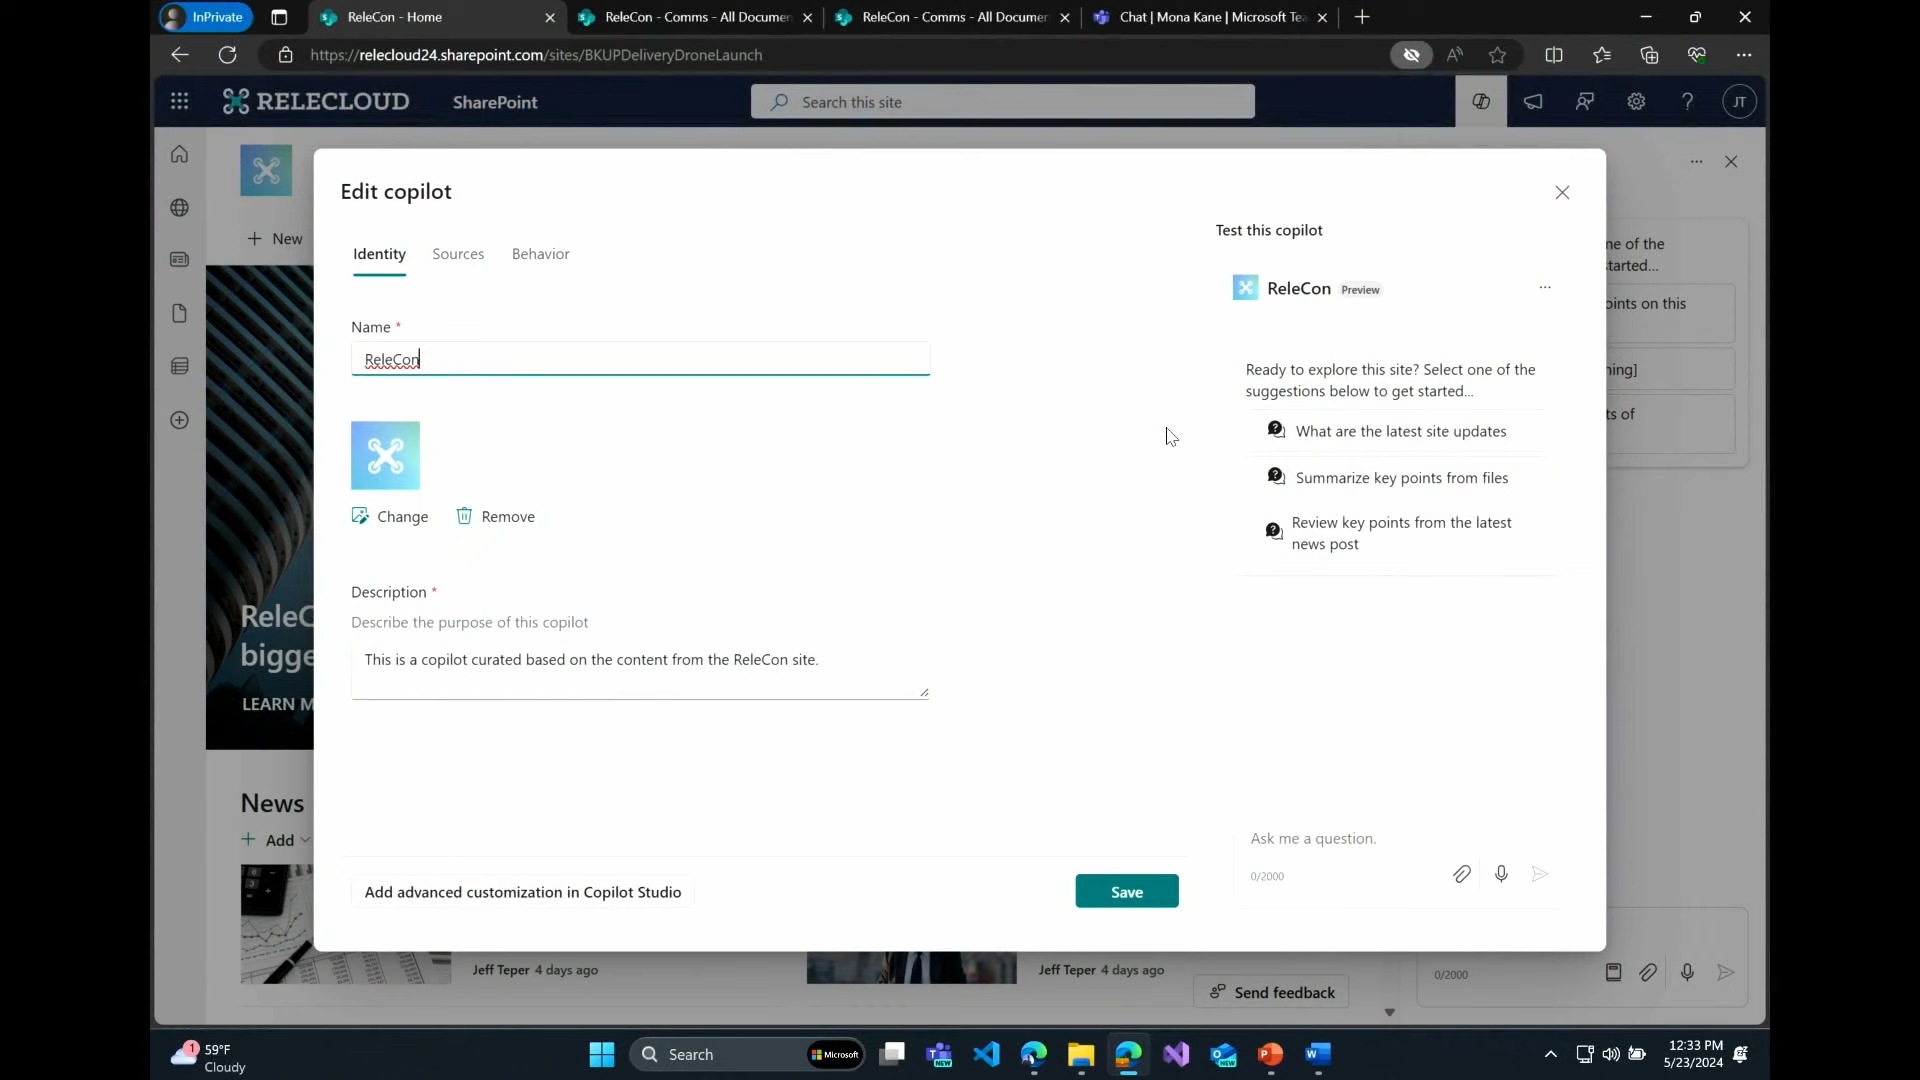 InPrivate
ReleCon - Home
ReleCon - Comms - All Documen
ReleCon - Comms - All Documen
Chat | Mona Kane | Microsoft Tea
https://relecloud24.sharepoint.com/sites/BKUPDeliveryDroneLaunch
RELECLOUD
SharePoint
Search this site
JT
New
Edit copilot
Identity
Sources
Behavior
Name *
ReleCon
Change
Remove
Description *
Describe the purpose of this copilot
This is a copilot curated based on the content from the ReleCon site.
Add advanced customization in Copilot Studio
Save
Test this copilot
ReleCon Preview
Ready to explore this site? Select one of the
suggestions below to get started...
What are the latest site updates
Summarize key points from files
Review key points from the latest
news post
Ask me a question.
0/2000
ne of the
tarted...
oints on this
ning]
ts of
ReleC
bigge
LEARN M
News
Add
Jeff Teper 4 days ago
Jeff Teper 4 days ago
Send feedback
0/2000
1
59°F
Cloudy
Search
Microsoft
NEW
NEW
12:33 PM
5/23/2024